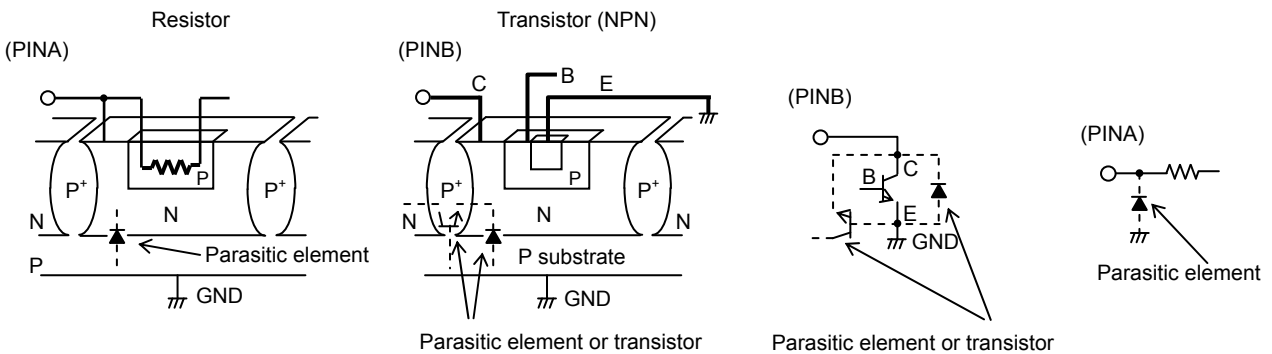 Resistor
(PINA)
P+
P
P+
N
N
Parasitic element
P
GND
Transistor (NPN)
(PINB)
C
B
E
P+
P
P+
N
N
N
P substrate
GND
Parasitic element or transistor
(PINB)
C
B
E
GND
Parasitic element or transistor
(PINA)
Parasitic element